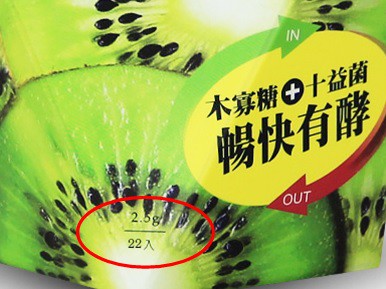 IN
木寡糖+十益菌
暢快有酵
OUT
2.5g
22入